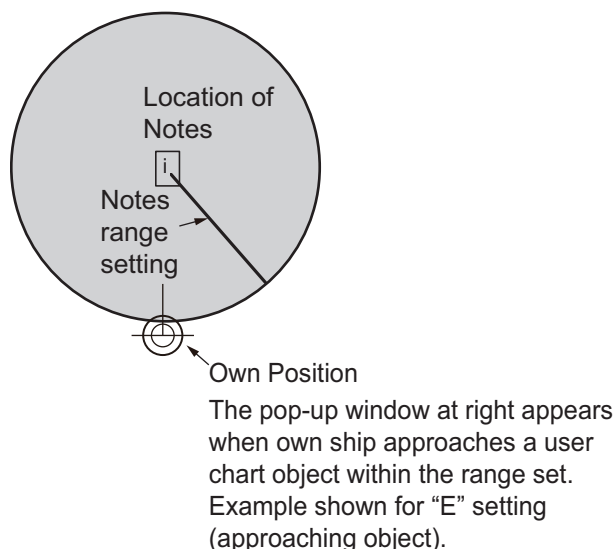 Location of
Notes
i
Notes
range
setting
Own Position
The pop-up window at right appears
when own ship approaches a user
chart object within the range set.
Example shown for “E” setting
(approaching object).